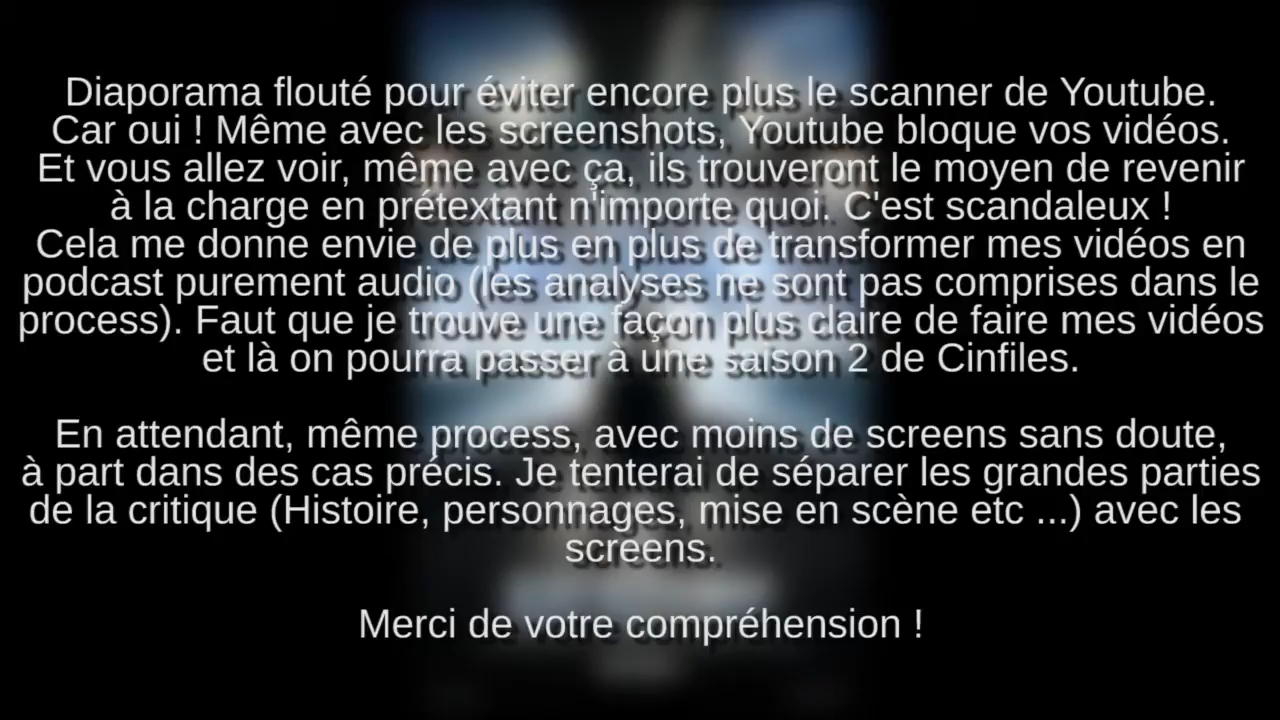 Diaporama flouté pour éviter encore plus le scanner de Youtube.
Car oui ! Même avec les screenshots, Youtube bloque vos vidéos.
Et vous allez voir, même avec ça, ils trouveront le moyen de revenir
à la charge en prétextant n'importe quoi. C'est scandaleux !
Cela me donne envie de plus en plus de transformer mes vidéos en
podcast purement audio (les analyses ne sont pas comprises dans le
process). Faut que je trouve une façon plus claire de faire mes vidéos
et là on pourra passer à une saison 2 de Cinfiles.
En attendant, même process, avec moins de screens sans doute,
à part dans des cas précis. Je tenterai de séparer les grandes parties
de la critique (Histoire, personnages, mise en scène etc ...) avec les
screens.
Merci de votre compréhension !